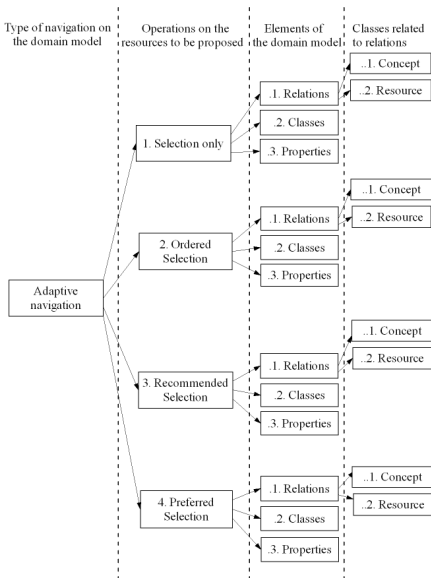 Type of navigation on
the domain model
Operations on the
resources to be proposed
Elements of
the domain model
Classes related
to relations
Adaptive
navigation
1. Selection only
.1. Relations
..1. Concept
..2. Resource
.2. Classes
.3. Properties
2. Ordered
Selection
.1. Relations
..1. Concept
..2. Resource
.2. Classes
.3. Properties
3. Recommended
Selection
.1. Relations
..1. Concept
..2. Resource
.2. Classes
.3. Properties
4. Preferred
Selection
.1. Relations
..1. Concept
..2. Resource
.2. Classes
.3. Properties